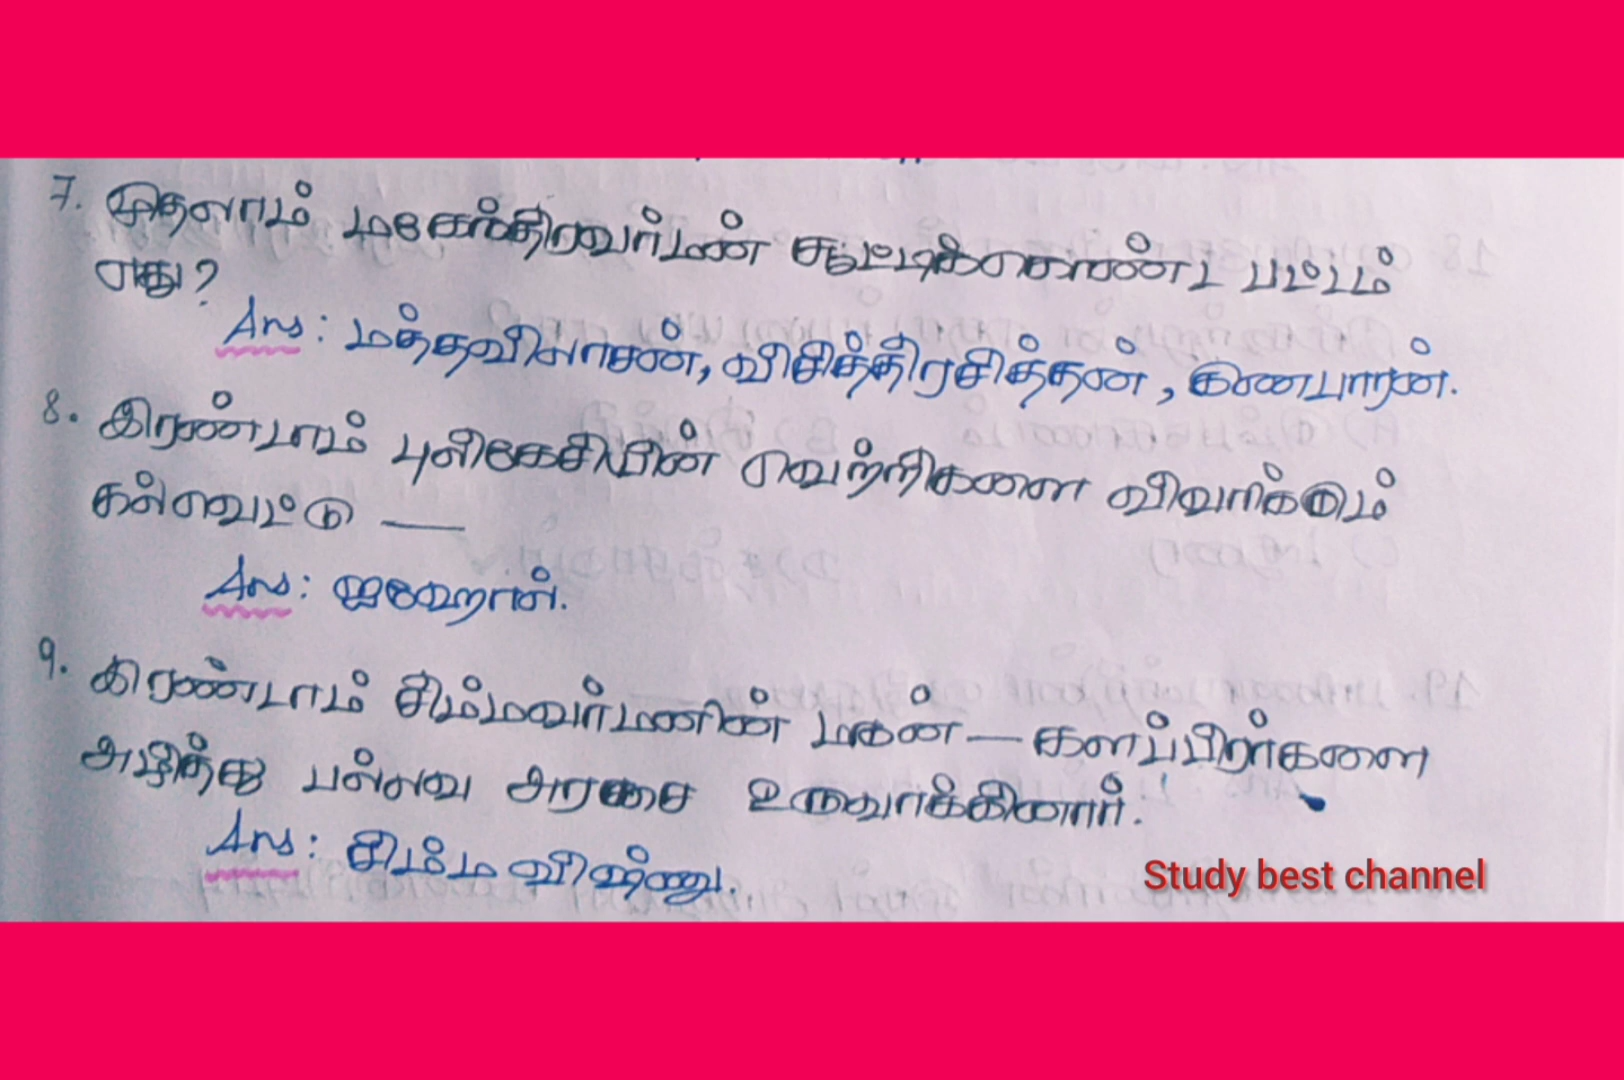 7. முதலாம் மகேந்திரவர்மன் சூட்டிக்கொண்ட பட்டம்
எது?
Ans: மத்தவிலாசன், விசித்திரசித்தன், குணபாரன்.
8. இரண்டாம் புலிகேசியின் வெற்றிகளை விவரிக்கும்
கல்வெட்டு —
Ans: ஐஹோல்.
9. இரண்டாம் சிம்மவர்மனின் மகன் — களப்பிரர்களை
அழித்து பல்லவ அரசை உருவாக்கினார்.
Ans: சிம்ம விஷ்ணு.
Study best channel